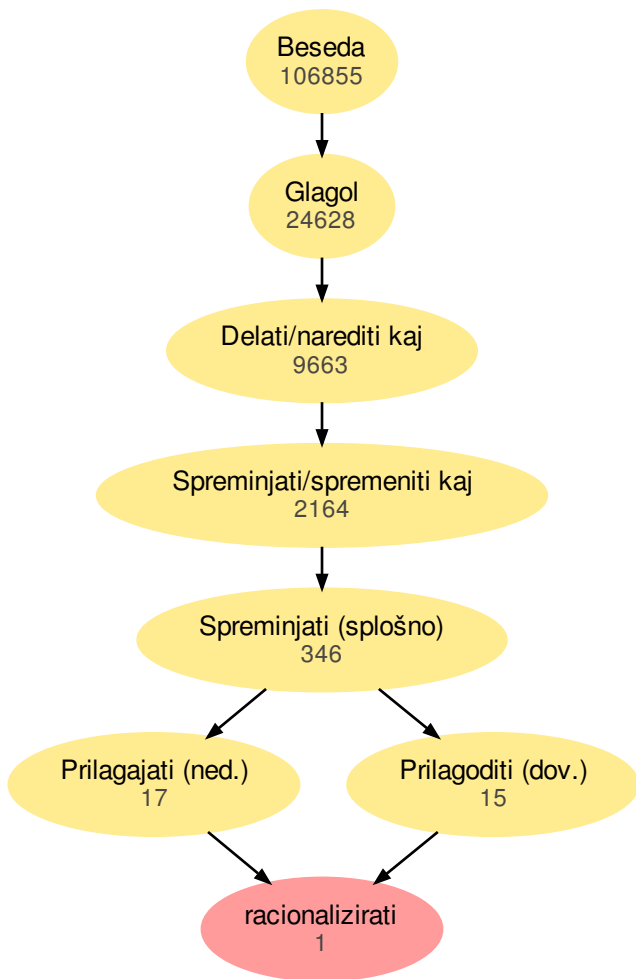 Beseda
106855
Glagol
24628
Delati/narediti kaj
9663
Spreminjati/spremeniti kaj
2164
Spreminjati (splošno)
346
Prilagajati (ned.)
17
Prilagoditi (dov.)
15
racionalizirati
1